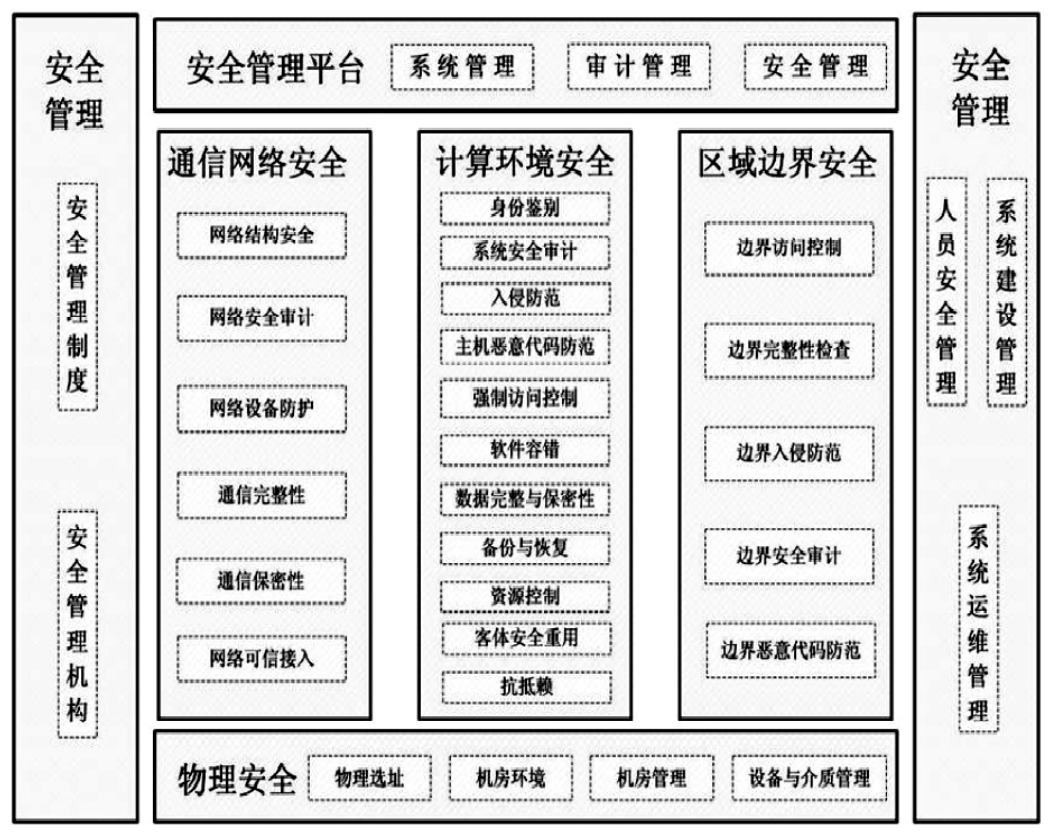 安全
管理
安全管理制度
安全管理机构
安全管理平台
系统管理
审计管理
安全管理
通信网络安全
网络结构安全
网络安全审计
网络设备防护
通信完整性
通信保密性
网络可信接入
计算环境安全
身份鉴别
系统安全审计
入侵防范
主机恶意代码防范
强制访问控制
软件容错
数据完整与保密性
备份与恢复
资源控制
客体安全重用
抗抵赖
区域边界安全
边界访问控制
边界完整性检查
边界入侵防范
边界安全审计
边界恶意代码防范
物理安全
物理选址
机房环境
机房管理
设备与介质管理
安全
管理
人员安全管理
系统建设管理
系统运维管理